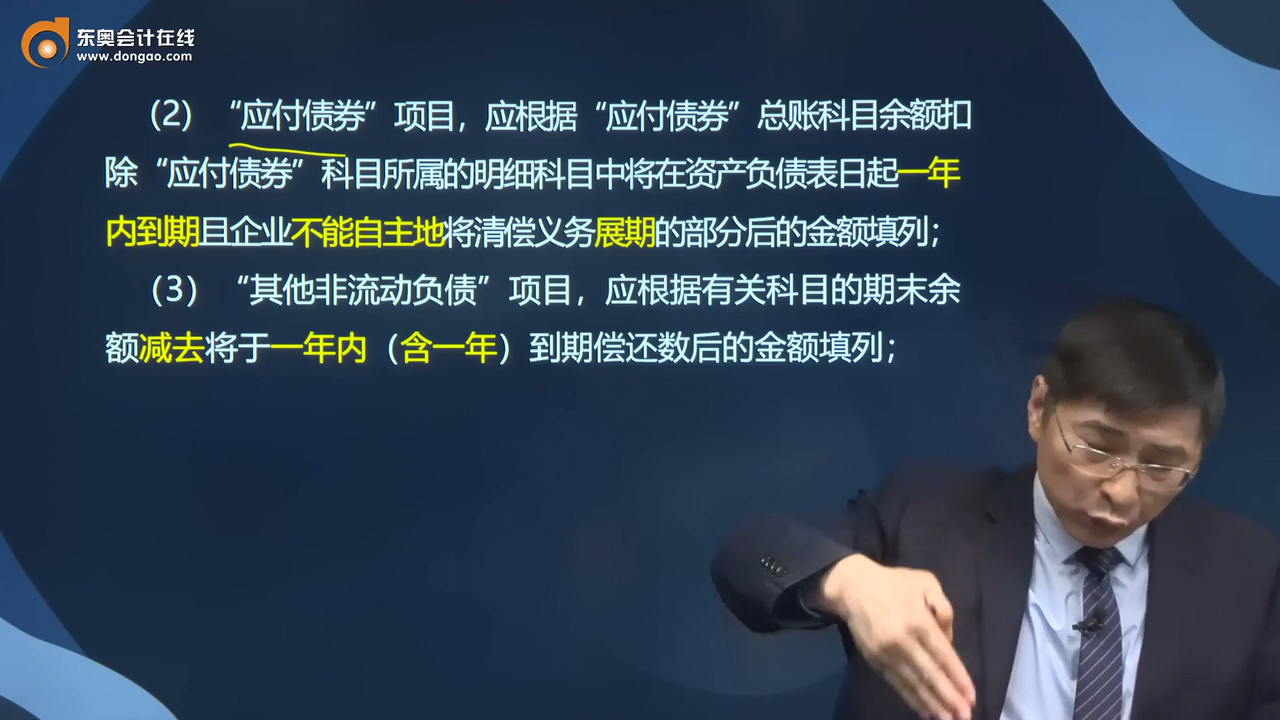 东奥会计在线
www.dongao.com
（2）“应付债券”项目，应根据“应付债券”总账科目余额扣
除“应付债券”科目所属的明细科目中将在资产负债表日起一年
内到期且企业不能自主地将清偿义务展期的部分后的金额填列；
（3）“其他非流动负债”项目，应根据有关科目的期末余
额减去将于一年内（含一年）到期偿还数后的金额填列；